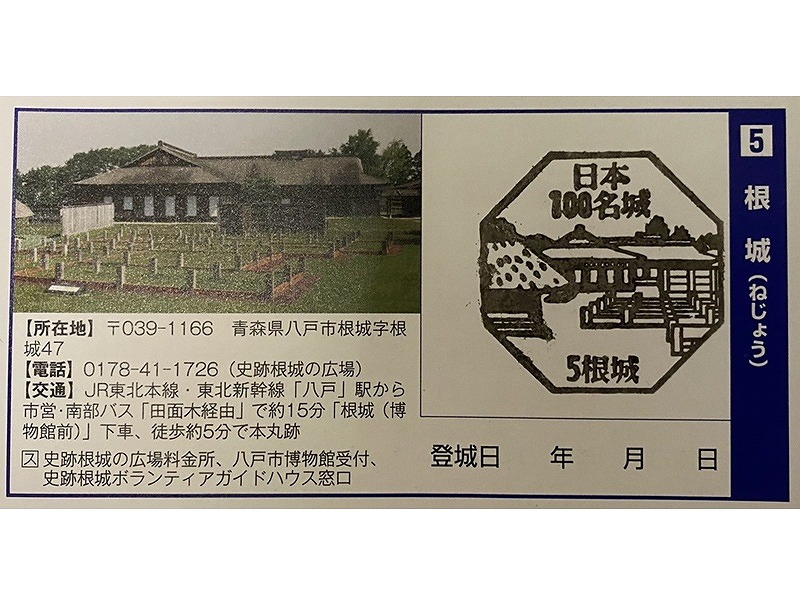 【所在地】〒039-1166　青森県八戸市根城字根
城47
【電話】0178-41-1726（史跡根城の広場）
【交通】JR東北本線・東北新幹線「八戸」駅から
市営・南部バス「田面木経由」で約15分「根城（博
物館前）」下車、徒歩約5分で本丸跡
ス 史跡根城の広場料金所、八戸市博物館受付、
史跡根城ボランティアガイドハウス窓口
日本
100名城
5根城
登城日　年　月　日
5 根城（ねじょう）